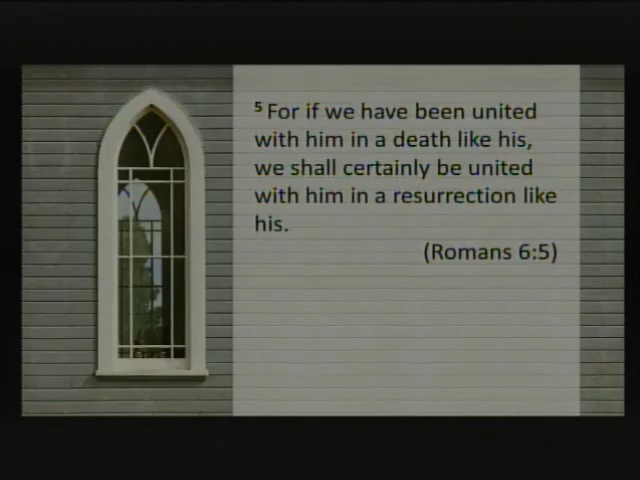 5 For if we have been united
with him in a death like his,
we shall certainly be united
with him in a resurrection like
his.
(Romans 6:5)